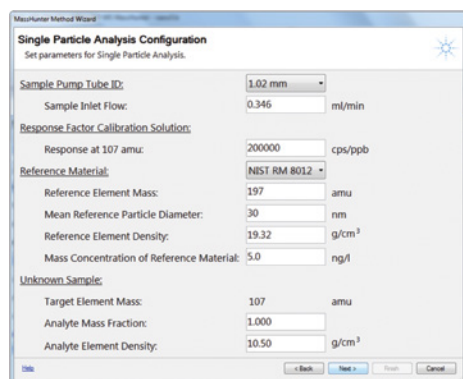 MassHunter Method Wizard
Single Particle Analysis Configuration
Set parameters for Single Particle Analysis.
Sample Pump Tube ID: 1.02 mm
Sample Inlet Flow: 0.346 ml/min
Response Factor Calibration Solution:
Response at 107 amu: 200000 cps/ppb
Reference Material: NIST RM 8012
Reference Element Mass: 197 amu
Mean Reference Particle Diameter: 30 nm
Reference Element Density: 19.32 g/cm³
Mass Concentration of Reference Material: 5.0 ng/l
Unknown Sample:
Target Element Mass: 107 amu
Analyte Mass Fraction: 1.000
Analyte Element Density: 10.50 g/cm³
Help < Back Next > Finish Cancel